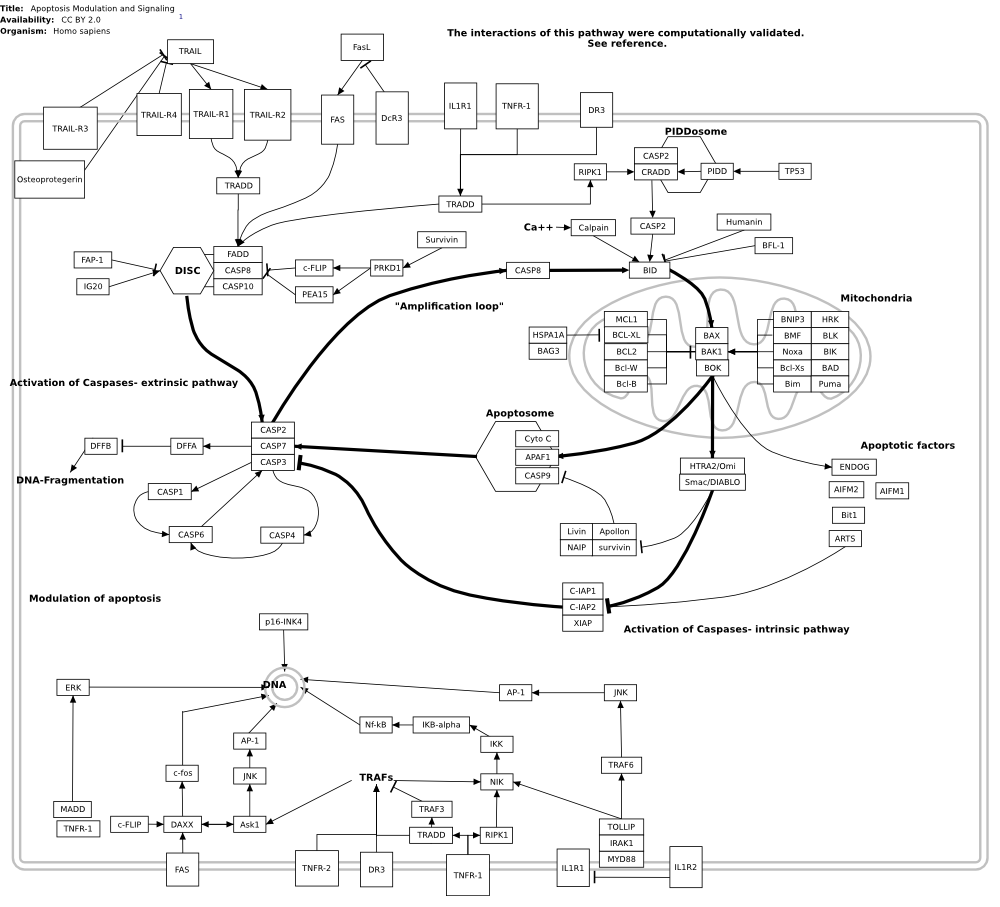 Title: Apoptosis Modulation and Signaling
Availability: CC BY 2.0
1
Organism: Homo sapiens
The interactions of this pathway were computationally validated.
See reference.
TRAIL
FasL
TRAIL-R3
TRAIL-R4
TRAIL-R1
TRAIL-R2
FAS
DcR3
IL1R1
TNFR-1
DR3
PIDDosome
CASP2
CRADD
RIPK1
PIDD
TP53
Osteoprotegerin
TRADD
TRADD
Ca++
Calpain
CASP2
Humanin
BFL-1
Survivin
FAP-1
IG20
DISC
FADD
CASP8
CASP10
c-FLIP
PRKD1
PEA15
CASP8
BID
"Amplification loop"
Mitochondria
HSPA1A
BAG3
MCL1
BCL-XL
BCL2
Bcl-W
Bcl-B
BAX
BAK1
BOK
BNIP3
HRK
BMF
BLK
Noxa
BIK
Bcl-Xs
BAD
Bim
Puma
Activation of Caspases- extrinsic pathway
Apoptosome
Cyto C
APAF1
CASP9
CASP2
CASP7
CASP3
DFFB
DFFA
DNA-Fragmentation
CASP1
CASP6
CASP4
HTRA2/Omi
Smac/DIABLO
Apoptotic factors
ENDOG
AIFM2
AIFM1
Bit1
ARTS
Livin
Apollon
NAIP
survivin
C-IAP1
C-IAP2
XIAP
Activation of Caspases- intrinsic pathway
Modulation of apoptosis
p16-INK4
DNA
ERK
AP-1
JNK
Nf-kB
IKB-alpha
IKK
AP-1
c-fos
JNK
TRAFs
NIK
TRAF6
MADD
TNFR-1
c-FLIP
DAXX
Ask1
TRAF3
TRADD
RIPK1
TOLLIP
IRAK1
MYD88
FAS
TNFR-2
DR3
TNFR-1
IL1R1
IL1R2